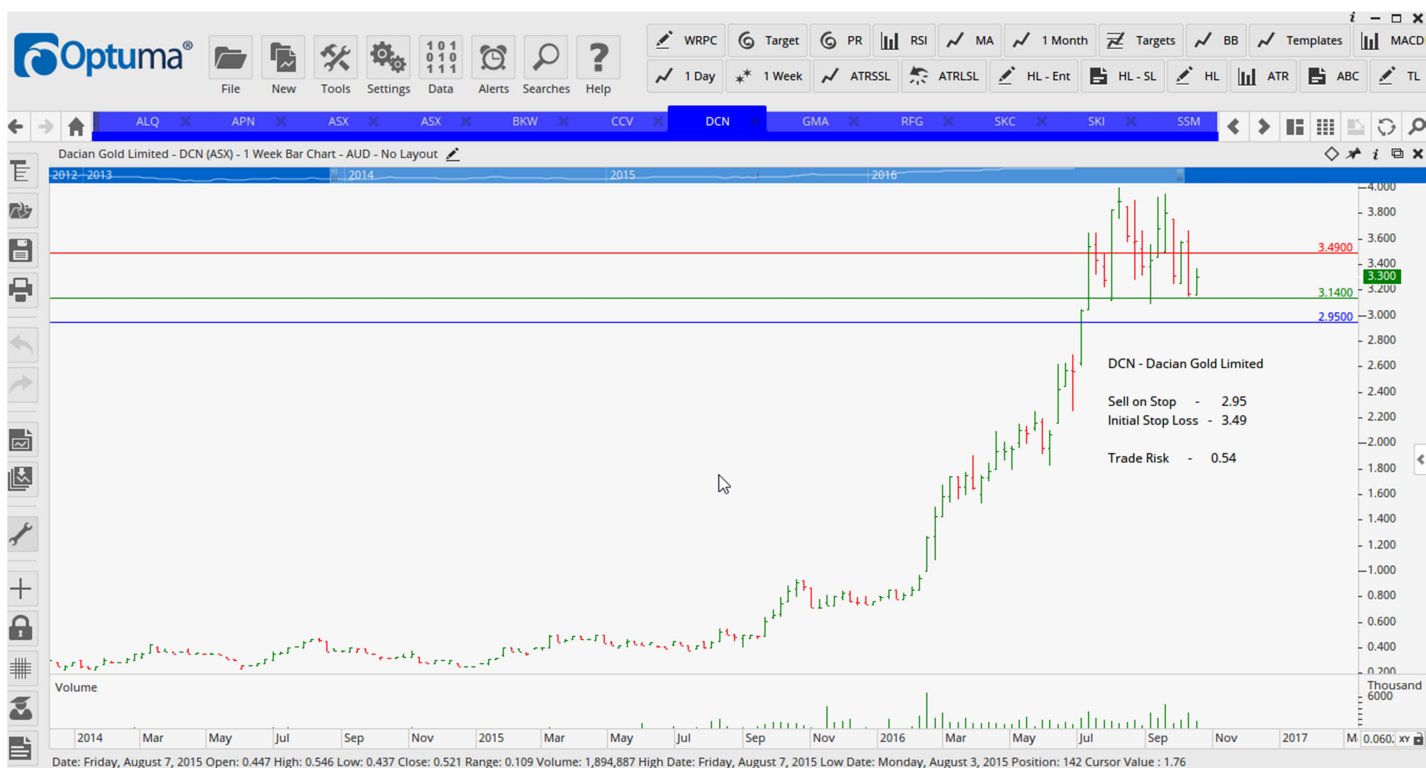 Optuma®
File
New
Tools
Settings
101
010
111
Data
Alerts
Searches
Help
WRPC
Target
PR
RSI
MA
1 Month
Targets
BB
Templates
MACD
1 Day
1 Week
ATRSSL
ATRLSL
HL - Ent
HL - SL
HL
ATR
ABC
TL
ALQ
APN
ASX
ASX
BKW
CCV
DCN
GMA
RFG
SKC
SKI
SSM
Dacian Gold Limited - DCN (ASX) - 1 Week Bar Chart - AUD - No Layout
2012 2013 2014 2015 2016
4.000
3.800
3.600
3.4900
3.400
3.300
3.200
3.1400
3.000
2.9500
2.800
2.600
2.400
2.200
2.000
1.800
1.600
1.400
1.200
1.000
0.800
0.600
0.400
0.200
DCN - Dacian Gold Limited
Sell on Stop - 2.95
Initial Stop Loss - 3.49
Trade Risk - 0.54
Volume
Thousand
6000
2014 Mar May Jul Sep Nov 2015 Mar May Jul Sep Nov 2016 Mar May Jul Sep Nov 2017 M
XY
Date: Friday, August 7, 2015 Open: 0.447 High: 0.546 Low: 0.437 Close: 0.521 Range: 0.109 Volume: 1,894,887 High Date: Friday, August 7, 2015 Low Date: Monday, August 3, 2015 Position: 142 Cursor Value : 1.76